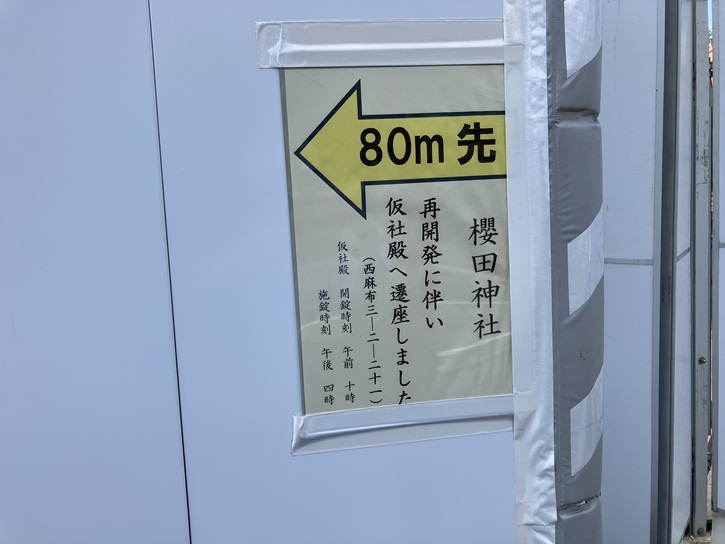 80m 先
櫻田神社
再開発に伴い
仮社殿へ遷座しました
（西麻布三―二―二十一）
仮社殿 開錠時刻 午前 十時
施錠時刻 午後 四時